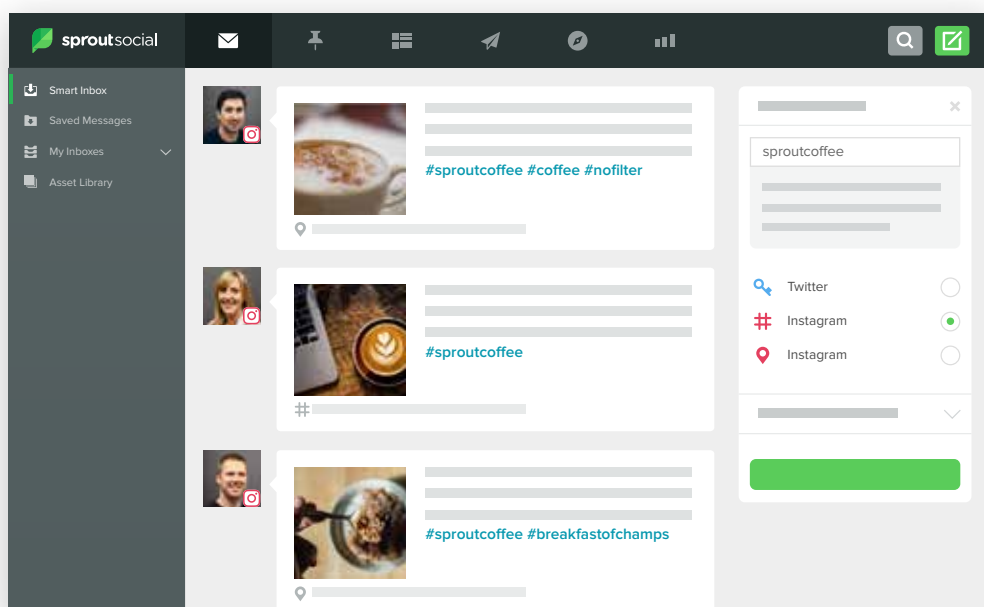 sproutsocial
Smart Inbox
Saved Messages
My Inboxes
Asset Library
#sproutcoffee #coffee #nofilter
#sproutcoffee
#sproutcoffee #breakfastofchamps
sproutcoffee
Twitter
Instagram
Instagram